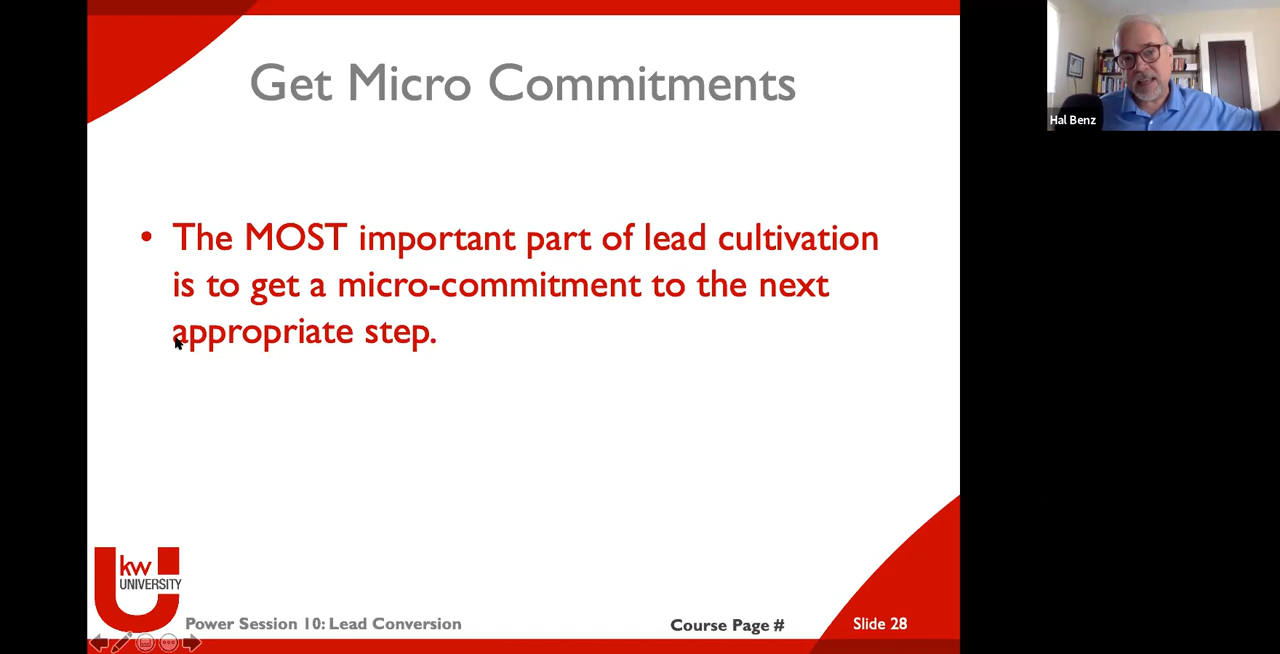 Get Micro Commitments
Hal Benz
• The MOST important part of lead cultivation
is to get a micro-commitment to the next
appropriate step.
kw
UNIVERSITY
Power Session 10: Lead Conversion
Course Page #
Slide 28